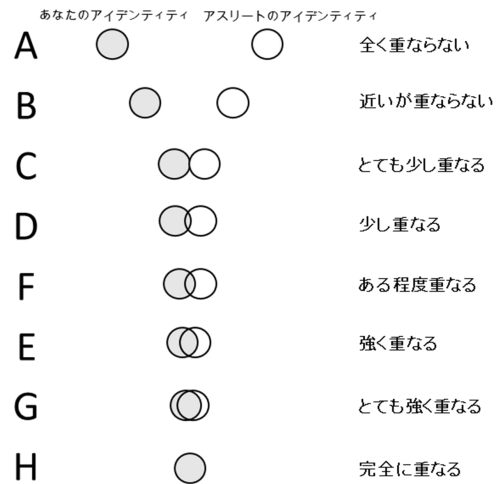 あなたのアイデンティティ アスリートのアイデンティティ
A 全く重ならない
B 近いが重ならない
C とても少し重なる
D 少し重なる
F ある程度重なる
E 強く重なる
G とても強く重なる
H 完全に重なる